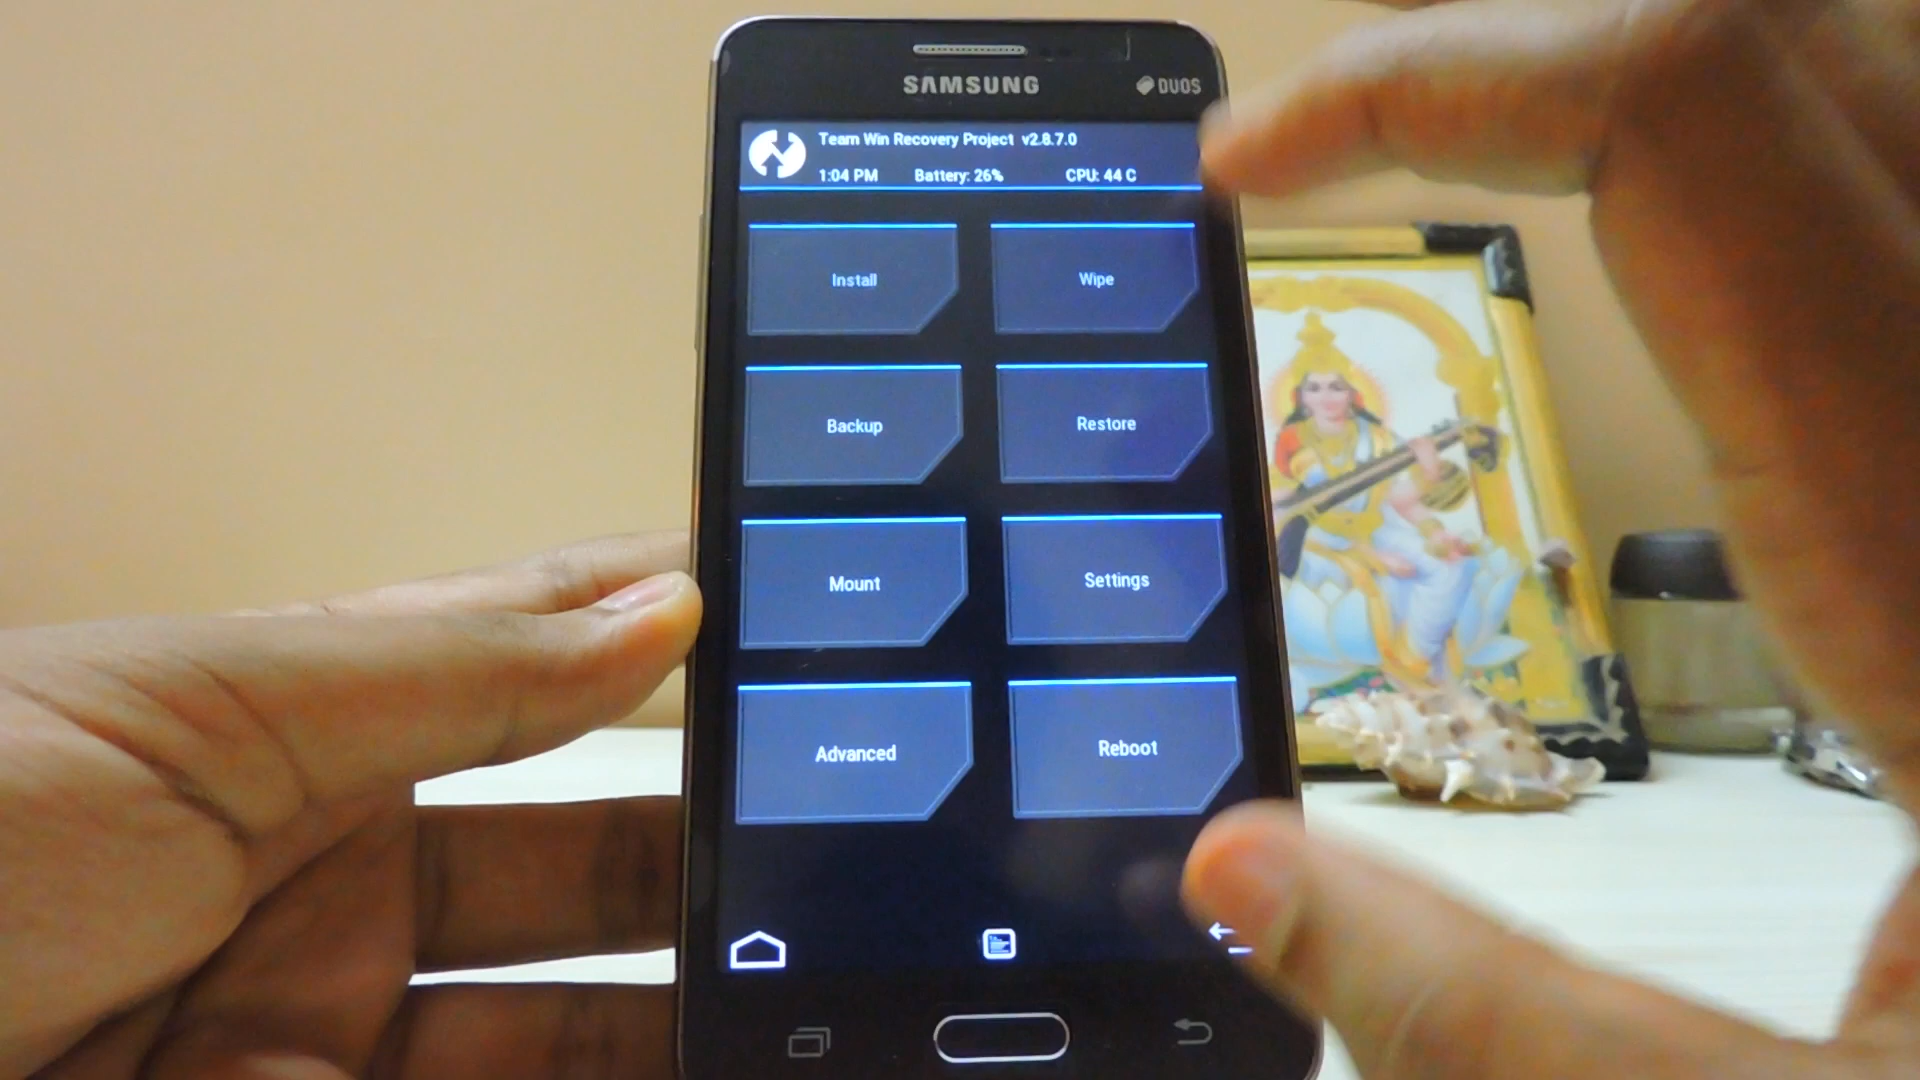 SAMSUNG
DUOS
Team Win Recovery Project v2.8.7.0
1:04 PM Battery: 26% CPU: 44 C
Install
Wipe
Backup
Restore
Mount
Settings
Advanced
Reboot